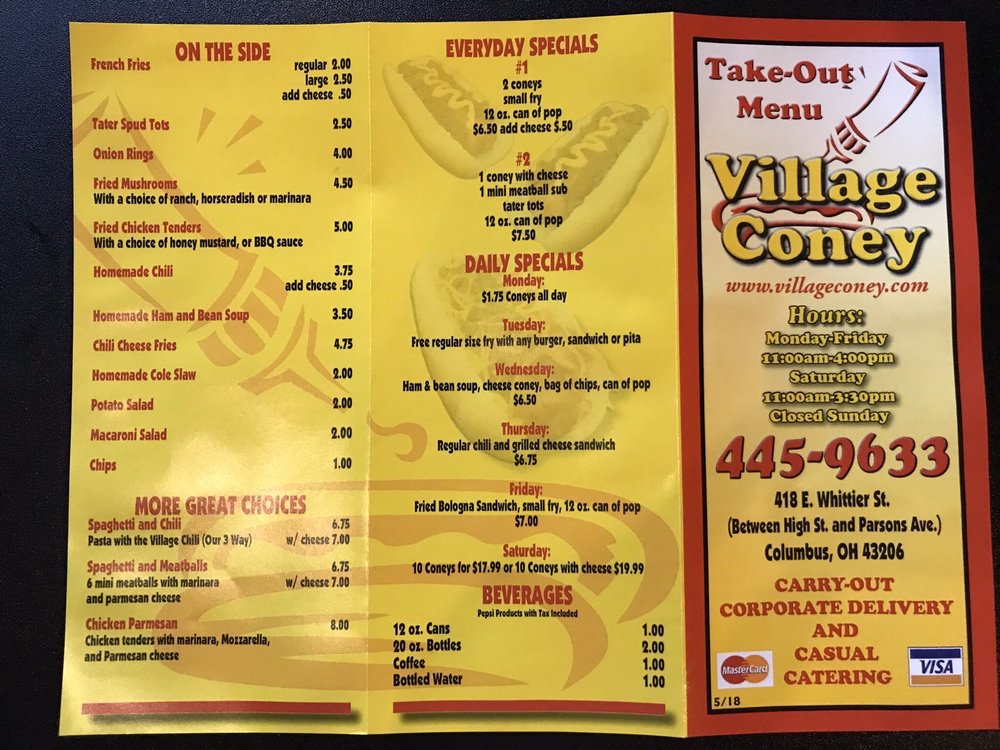 ON THE SIDE
French Fries regular 2.00
large 2.50
add cheese .50
Tater Spud Tots 2.50
Onion Rings 4.00
Fried Mushrooms 4.50
With a choice of ranch, horseradish or marinara
Fried Chicken Tenders 5.00
With a choice of honey mustard, or BBQ sauce
Homemade Chili 3.75
add cheese .50
Homemade Ham and Bean Soup 3.50
Chili Cheese Fries 4.75
Homemade Cole Slaw 2.00
Potato Salad 2.00
Macaroni Salad 2.00
Chips 1.00
MORE GREAT CHOICES
Spaghetti and Chili 6.75
Pasta with the Village Chili (Our 3 Way) w/ cheese 7.00
Spaghetti and Meatballs 6.75
6 mini meatballs with marinara w/ cheese 7.00
and parmesan cheese
Chicken Parmesan 8.00
Chicken tenders with marinara, Mozzarella,
and Parmesan cheese
EVERYDAY SPECIALS
#1
2 coneys
small fry
12 oz. can of pop
$6.50 add cheese $.50
#2
1 coney with cheese
1 mini meatball sub
tater tots
12 oz. can of pop
$7.50
DAILY SPECIALS
Monday:
$1.75 Coneys all day
Tuesday:
Free regular size fry with any burger, sandwich or pita
Wednesday:
Ham & bean soup, cheese coney, bag of chips, can of pop
$6.50
Thursday:
Regular chili and grilled cheese sandwich
$6.75
Friday:
Fried Bologna Sandwich, small fry, 12 oz. can of pop
$7.00
Saturday:
10 Coneys for $17.99 or 10 Coneys with cheese $19.99
BEVERAGES
Pepsi Products with Tax Included
12 oz. Cans 1.00
20 oz. Bottles 2.00
Coffee 1.00
Bottled Water 1.00
Take-Out
Menu
Village
Coney
www.villageconey.com
Hours:
Monday-Friday
11:00am-4:00pm
Saturday
11:00am-3:30pm
Closed Sunday
445-9633
418 E. Whittier St.
(Between High St. and Parsons Ave.)
Columbus, OH 43206
CARRY-OUT
CORPORATE DELIVERY
AND
CASUAL
CATERING
MasterCard
VISA
5/18